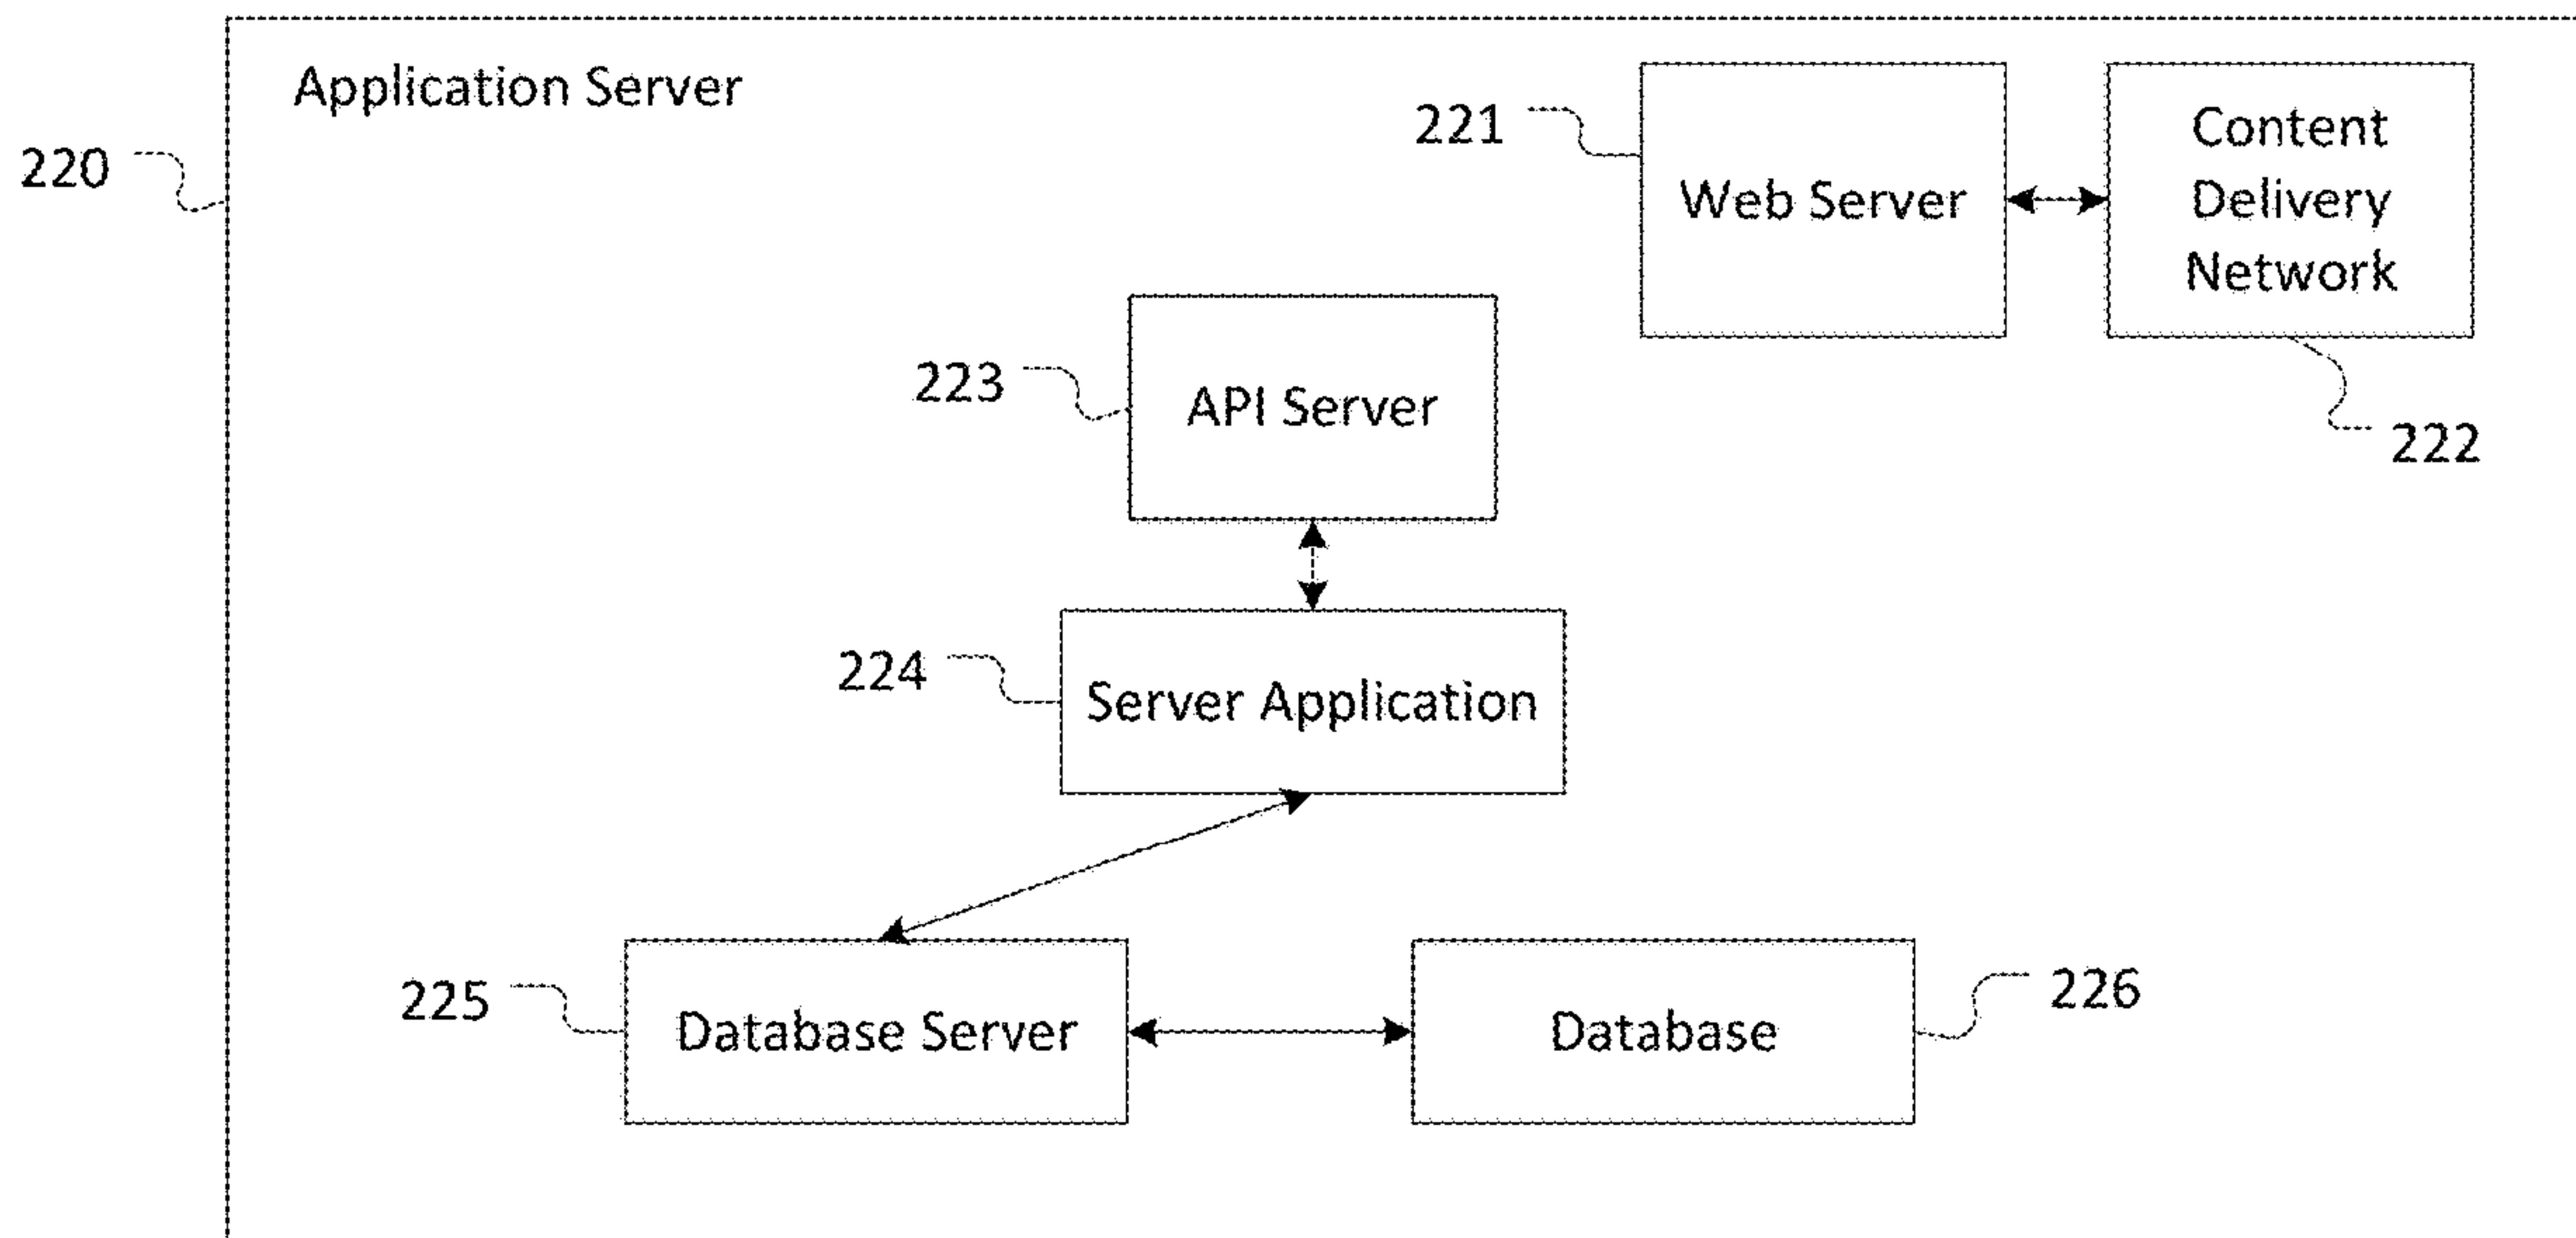 Application Server
220
221
Web Server
Content
Delivery
Network
222
223
API Server
224
Server Application
225
Database Server
Database
226